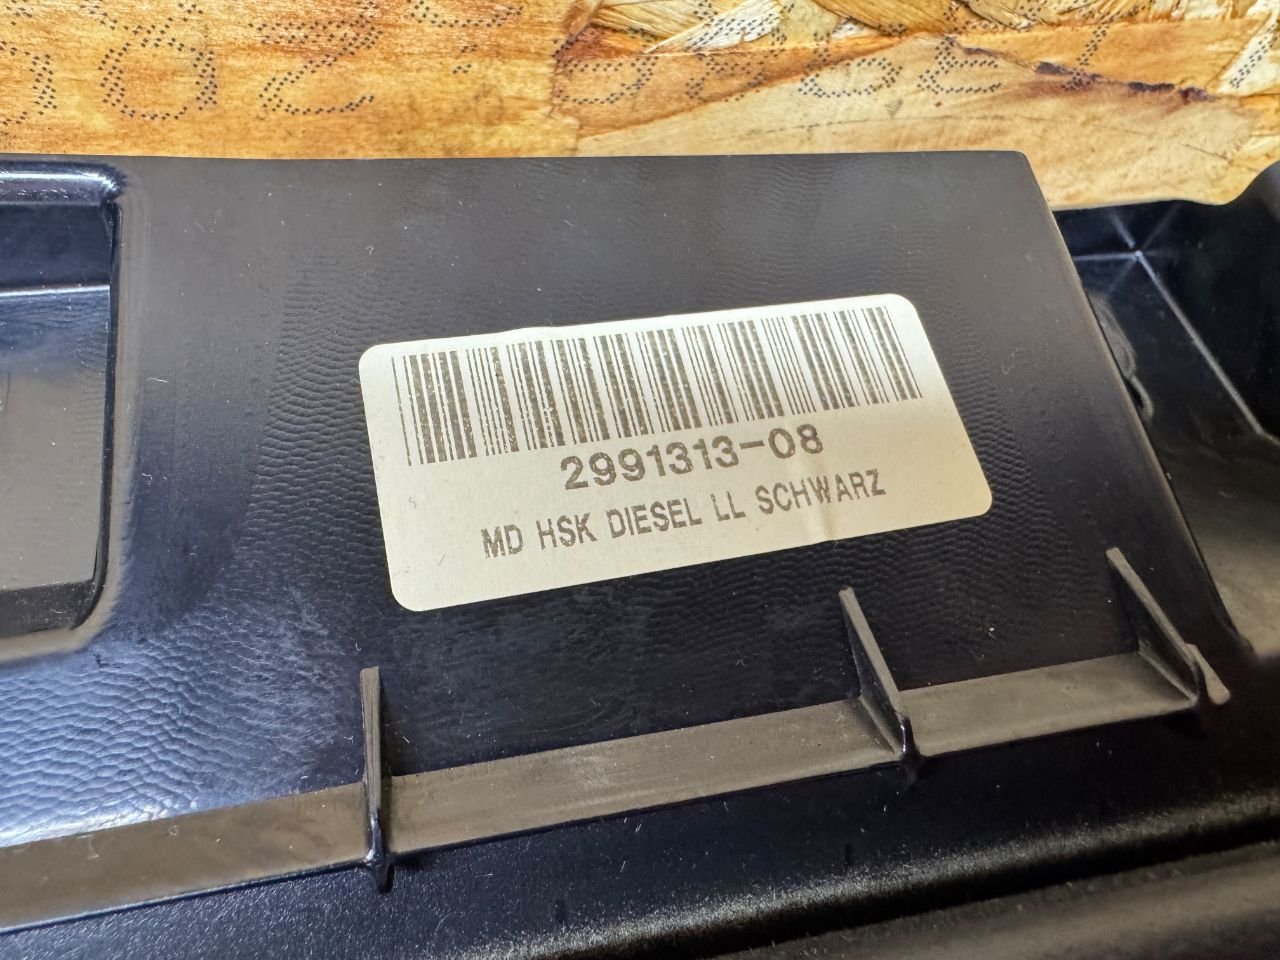 2991313-08
MD HSK DIESEL LL SCHWARZ